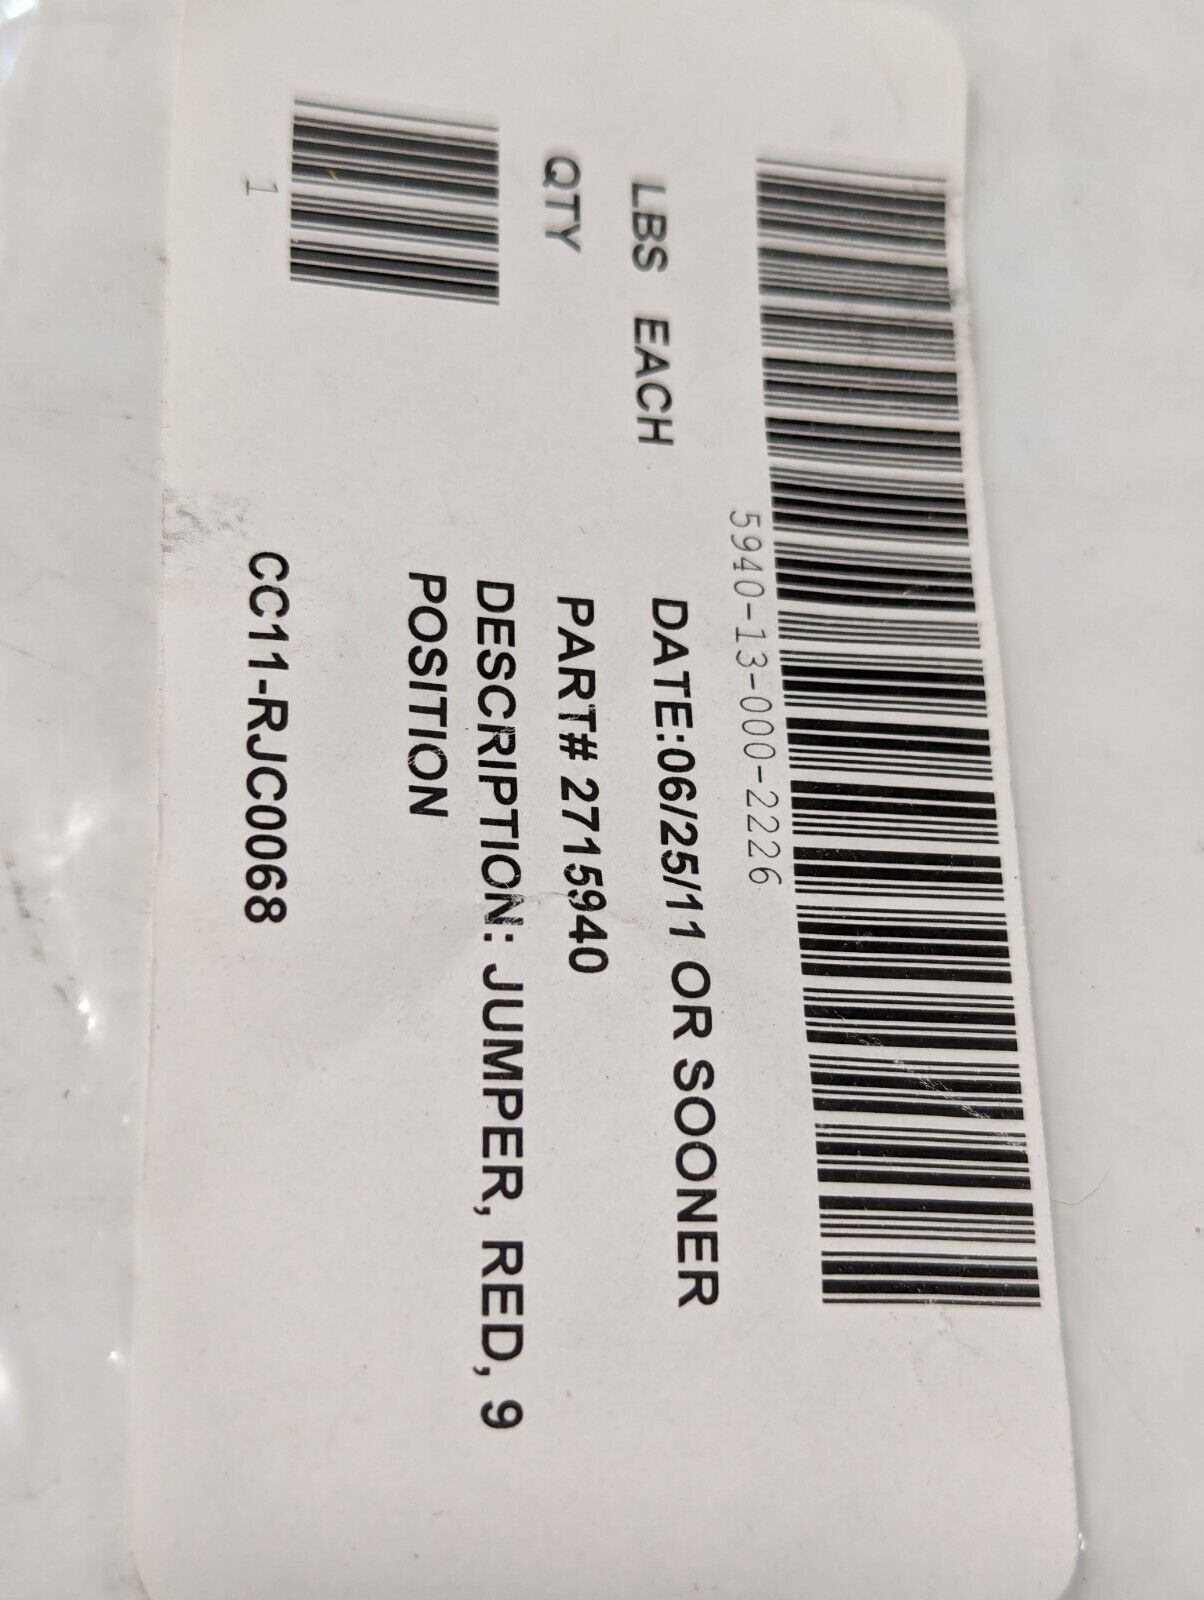 5940-13-000-2226
LBS EACH
DATE:06/25/11 OR SOONER
QTY
PART# 2715940
DESCRIPTION: JUMPER, RED, 9
POSITION
1
CC11-RJC0068